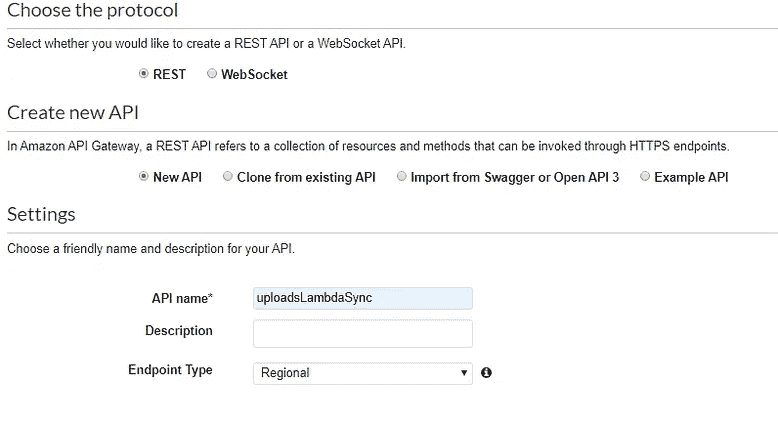 Choose the protocol
Select whether you would like to create a REST API or a WebSocket API.
REST WebSocket
Create new API
In Amazon API Gateway, a REST API refers to a collection of resources and methods that can be invoked through HTTPS endpoints.
New API Clone from existing API Import from Swagger or Open API 3 Example API
Settings
Choose a friendly name and description for your API.
API name* uploadsLambdaSync
Description
Endpoint Type Regional